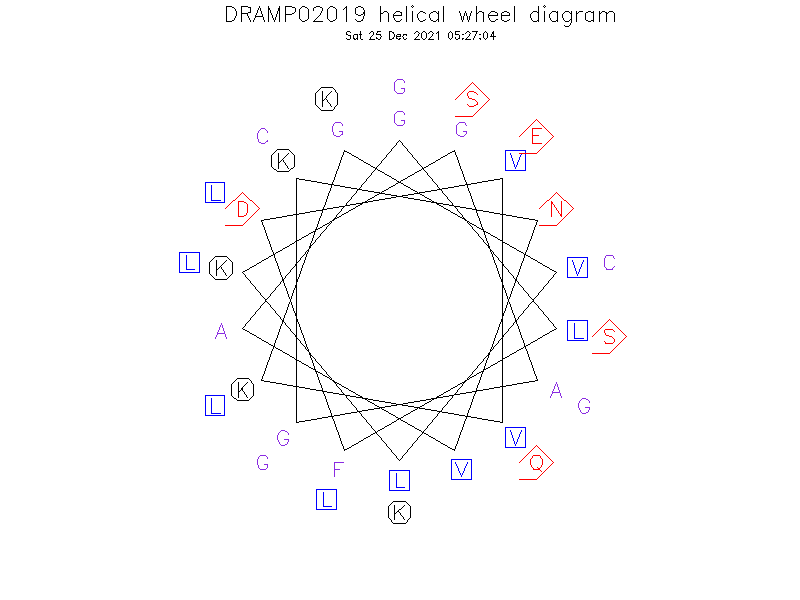 DRAMP02019 helical wheel diagram
Sat 25 Dec 2021 05:27:04
G
K S
G
C G G E
K V
L D N
L K V C
A L S
L K A G
G V
G F V Q
L L
K